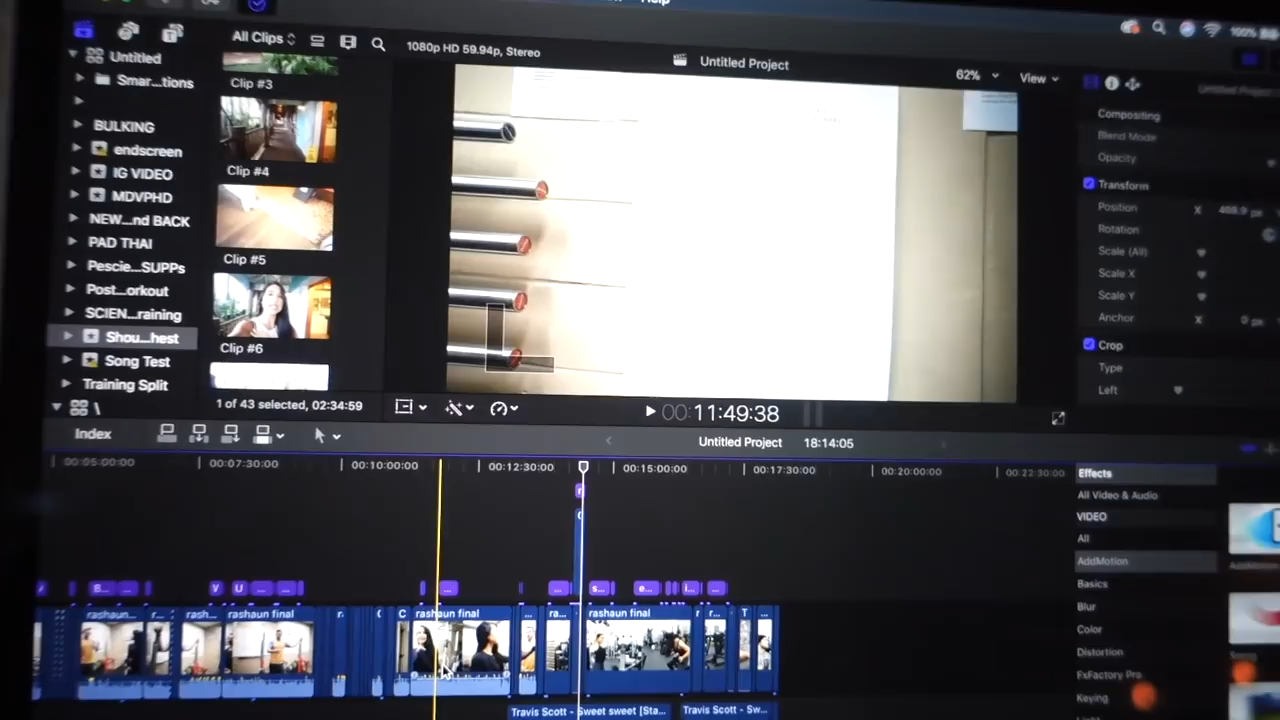 Help
100%
All Clips
1080p HD 59.94p, Stereo
Untitled Project
62%
View
Untitled
Smar...tions
BULKING
endscreen
IG VIDEO
MDVPHD
NEW...nd BACK
PAD THAI
Pescie...SUPPs
Post...orkout
SCIEN...raining
Shou...hest
Song Test
Training Split
Clip #3
Clip #4
Clip #5
Clip #6
1 of 43 selected, 02:34:59
00:11:49:38
Compositing
Blend Mode
Opacity
Transform
Position X 468.9 px
Rotation
Scale (All)
Scale X
Scale Y
Anchor X 0 px
Crop
Type
Left
Index
Untitled Project 18:14:05
00:05:00:00 00:07:30:00 00:10:00:00 00:12:30:00 00:15:00:00 00:17:30:00 00:20:00:00 00:22:30:00
rashaun... r... rash... rashaun final r. C rashaun final ... ra... rashaun final r r... T ...
Travis Scott - Sweet sweet [Sta... Travis Scott - Sw...
Effects
All Video & Audio
VIDEO
All
AddMotion
Basics
Blur
Color
Distortion
FxFactory Pro
Keying